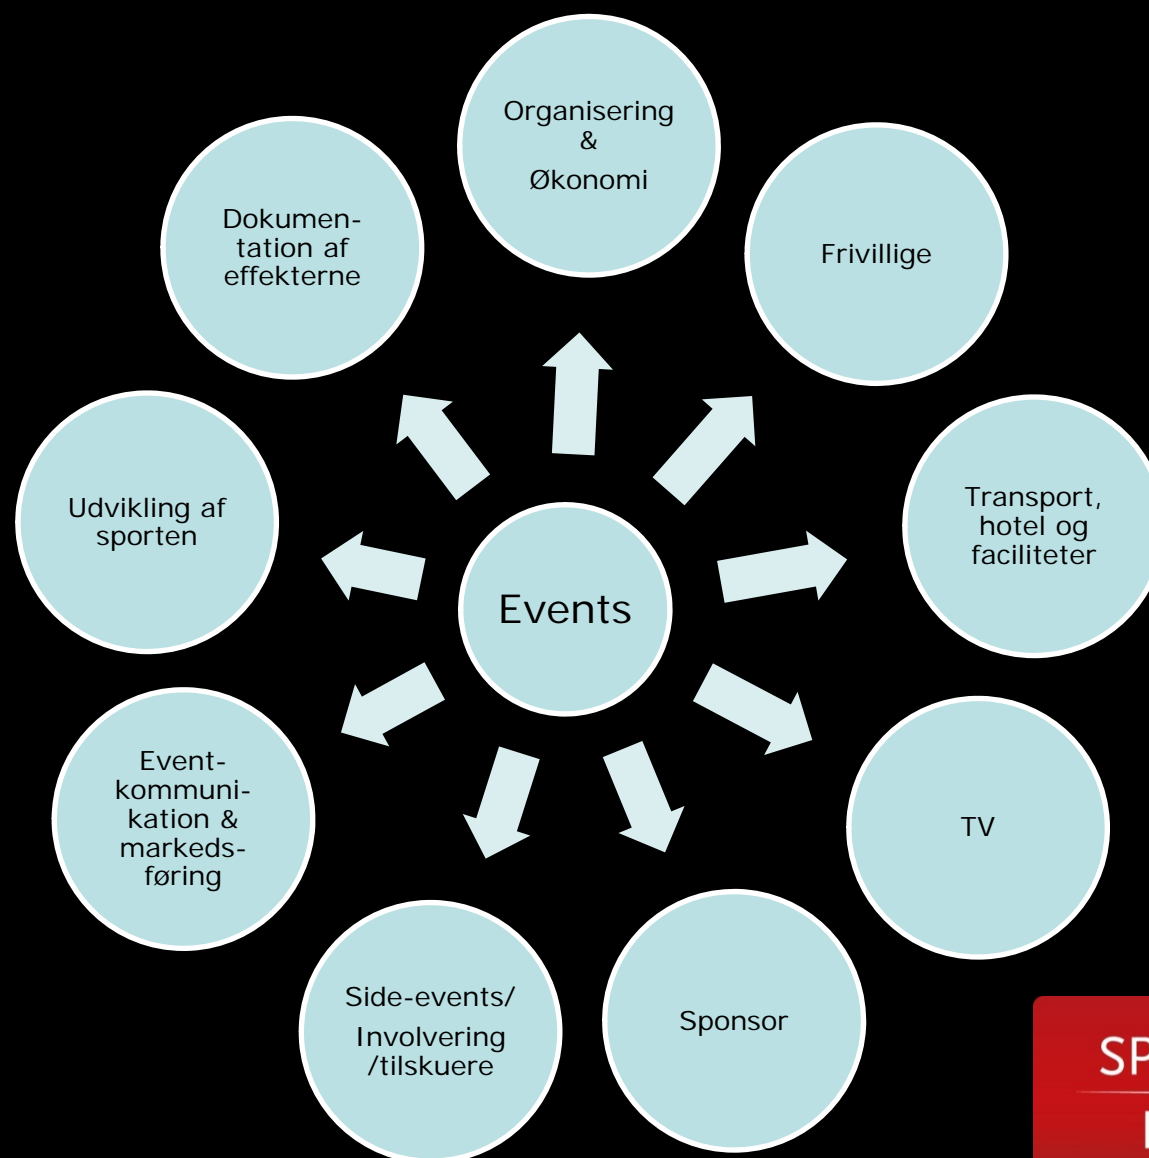 Organisering
&
Økonomi
Frivillige
Transport,
hotel og
faciliteter
TV
Sponsor
Side-events/
Involvering
/tilskuere
Event-
kommuni-
kation &
markeds-
føring
Udvikling af
sporten
Dokumen-
tation af
effekterne
Events
SP